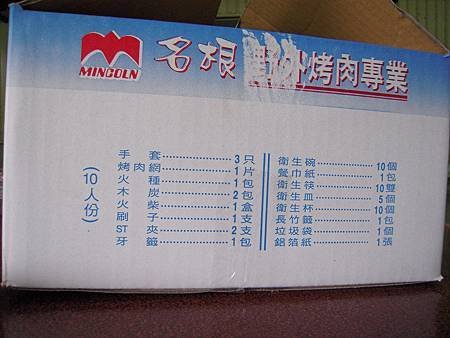 MINGOLN
名根 烤肉專業
(10人份)
手套……………3只
烤肉網…………1片
火種……………1包
木炭……………2包
火柴……………1盒
刷子……………1支
ST夾……………2支
牙籤……………1包
衛生碗…………10個
餐巾紙…………1包
衛生筷…………10雙
衛生皿…………5個
衛生杯…………10個
長竹籤…………1包
垃圾袋…………1個
鋁箔紙…………1張